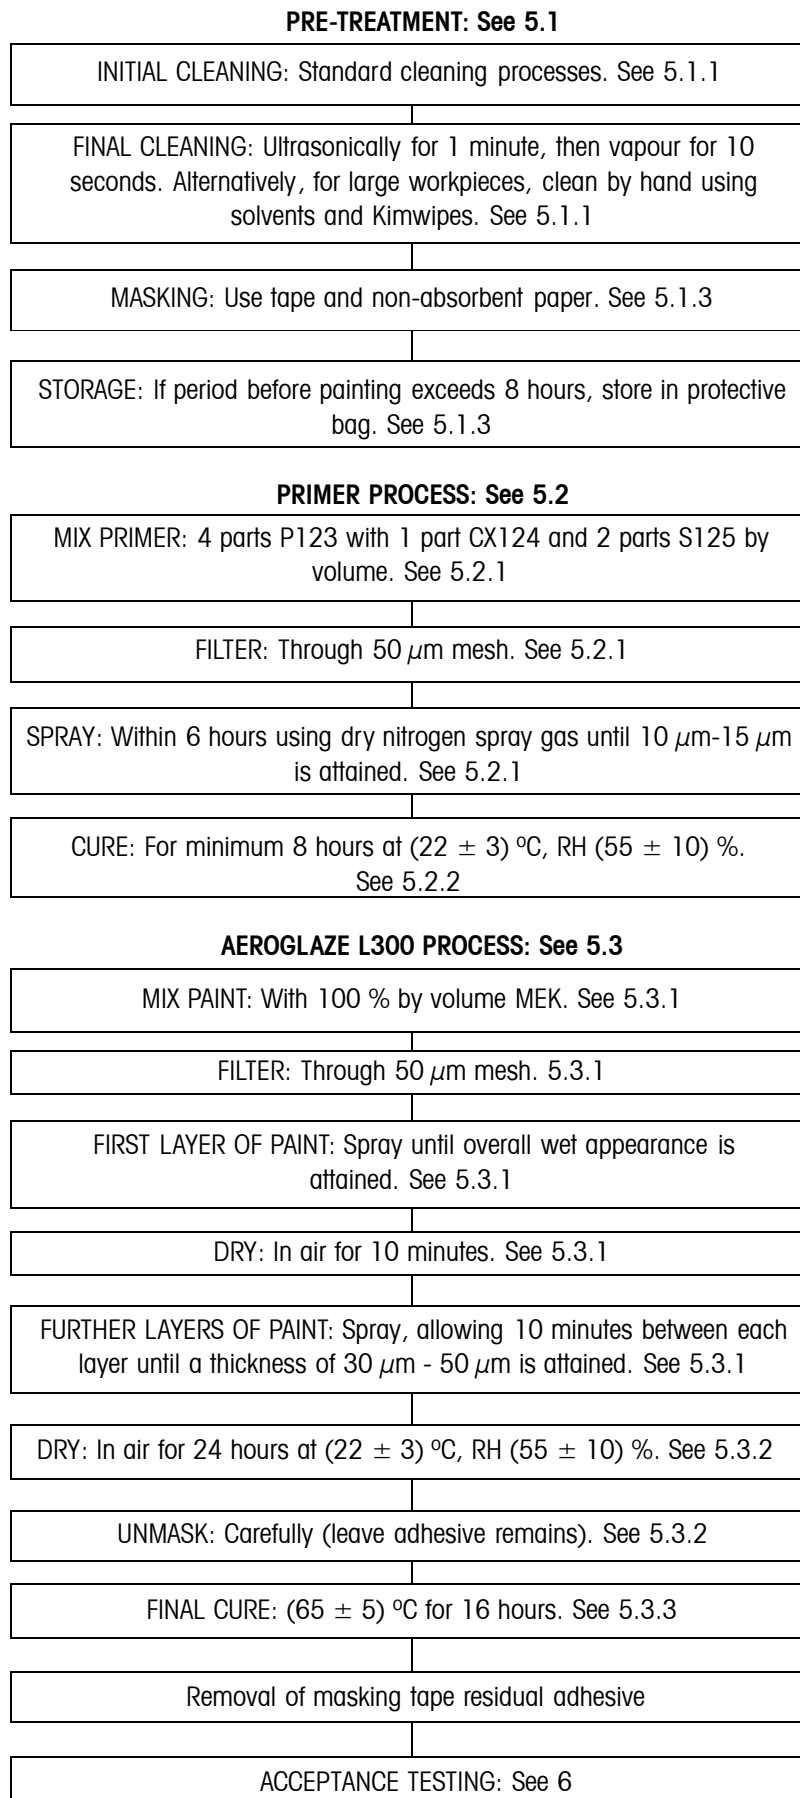 PRE-TREATMENT: See 5.1
INITIAL CLEANING: Standard cleaning processes. See 5.1.1
FINAL CLEANING: Ultrasonically for 1 minute, then vapour for 10
seconds. Alternatively, for large workpieces, clean by hand using
solvents and Kimwipes. See 5.1.1
MASKING: Use tape and non-absorbent paper. See 5.1.3
STORAGE: If period before painting exceeds 8 hours, store in protective
bag. See 5.1.3
PRIMER PROCESS: See 5.2
MIX PRIMER: 4 parts P123 with 1 part CX124 and 2 parts S125 by
volume. See 5.2.1
FILTER: Through 50 µm mesh. See 5.2.1
SPRAY: Within 6 hours using dry nitrogen spray gas until 10 µm-15 µm
is attained. See 5.2.1
CURE: For minimum 8 hours at (22 ± 3) ºC, RH (55 ± 10) %.
See 5.2.2
AEROGLAZE L300 PROCESS: See 5.3
MIX PAINT: With 100 % by volume MEK. See 5.3.1
FILTER: Through 50 µm mesh. 5.3.1
FIRST LAYER OF PAINT: Spray until overall wet appearance is
attained. See 5.3.1
DRY: In air for 10 minutes. See 5.3.1
FURTHER LAYERS OF PAINT: Spray, allowing 10 minutes between each
layer until a thickness of 30 µm - 50 µm is attained. See 5.3.1
DRY: In air for 24 hours at (22 ± 3) ºC, RH (55 ± 10) %. See 5.3.2
UNMASK: Carefully (leave adhesive remains). See 5.3.2
FINAL CURE: (65 ± 5) ºC for 16 hours. See 5.3.3
Removal of masking tape residual adhesive
ACCEPTANCE TESTING: See 6